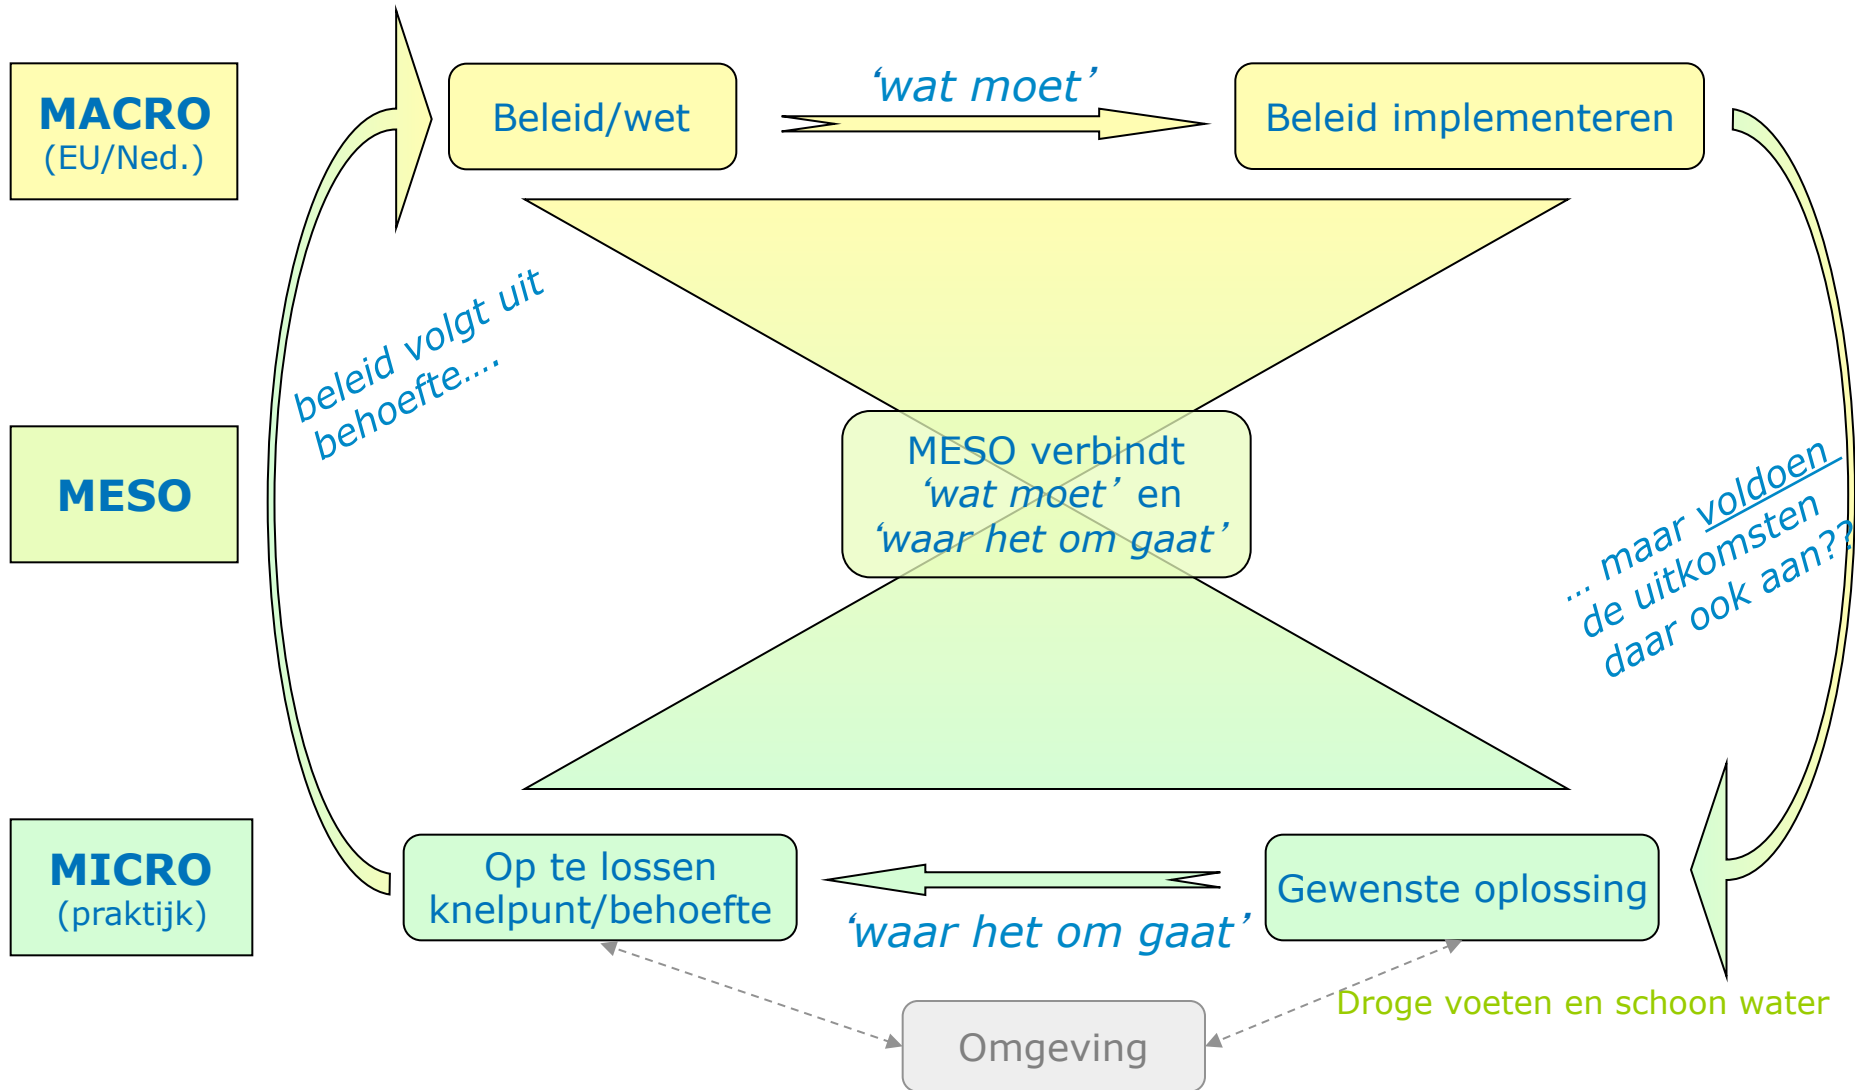 MACRO
(EU/Ned.)
Beleid/wet
‘wat moet’
Beleid implementeren
beleid volgt uit
behoefte....
MESO
MESO verbindt
‘wat moet’ en
‘waar het om gaat’
... maar voldoen
de uitkomsten
daar ook aan??
MICRO
(praktijk)
Op te lossen
knelpunt/behoefte
‘waar het om gaat’
Gewenste oplossing
Droge voeten en schoon water
Omgeving